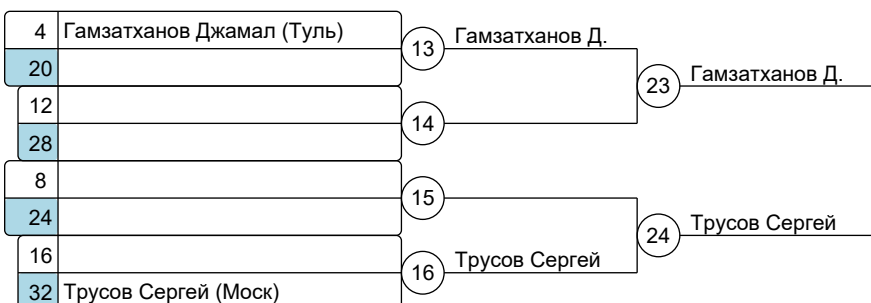 4 Гамзатханов Джамал (Туль)
13 Гамзатханов Д.
20
23 Гамзатханов Д.
12
14
28
8
15
24
24 Трусов Сергей
16
16 Трусов Сергей
32 Трусов Сергей (Моск)